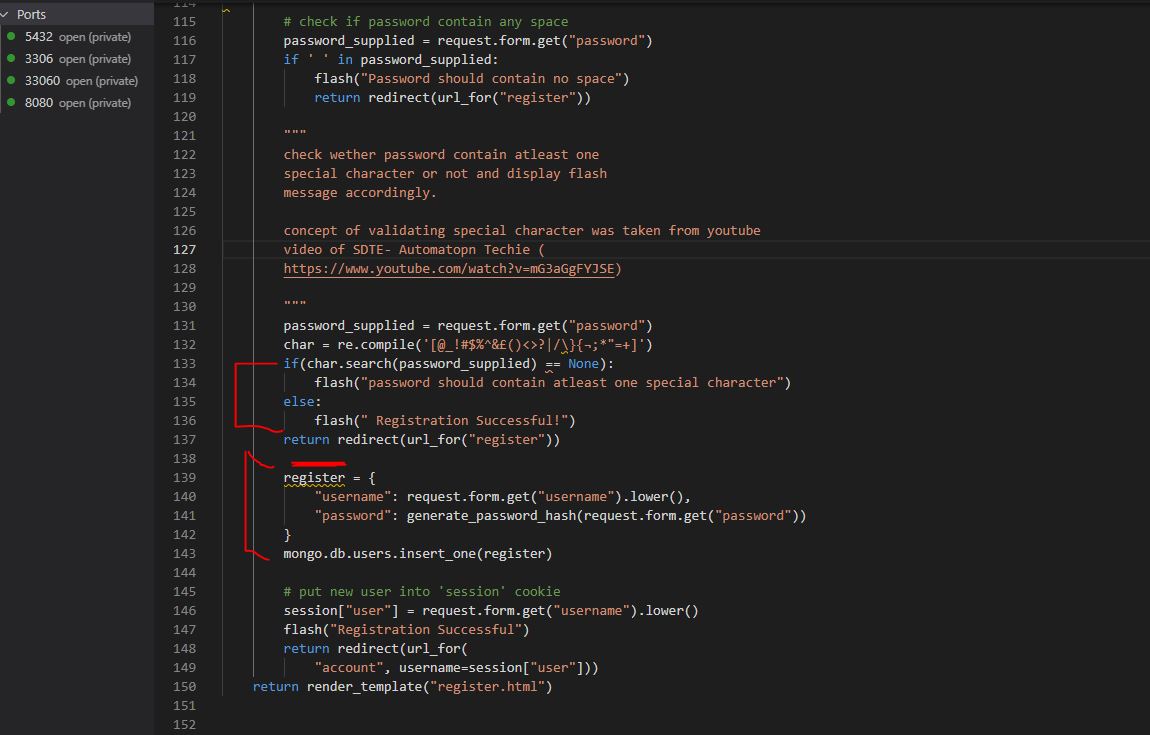 Ports
5432 open (private)
3306 open (private)
33060 open (private)
8080 open (private)
114
115 # check if password contain any space
116 password_supplied = request.form.get("password")
117 if ' ' in password_supplied:
118 flash("Password should contain no space")
119 return redirect(url_for("register"))
120
121 """
122 check wether password contain atleast one
123 special character or not and display flash
124 message accordingly.
125
126 concept of validating special character was taken from youtube
127 video of SDTE- Automatopn Techie (
128 https://www.youtube.com/watch?v=mG3aGgFYJSE)
129
130 """
131 password_supplied = request.form.get("password")
132 char = re.compile('[@_!#$%^&£()<>?|/\}{¬;*"=+]')
133 if(char.search(password_supplied) == None):
134 flash("password should contain atleast one special character")
135 else:
136 flash(" Registration Successful!")
137 return redirect(url_for("register"))
138
139 register = {
140 "username": request.form.get("username").lower(),
141 "password": generate_password_hash(request.form.get("password"))
142 }
143 mongo.db.users.insert_one(register)
144
145 # put new user into 'session' cookie
146 session["user"] = request.form.get("username").lower()
147 flash("Registration Successful")
148 return redirect(url_for(
149 "account", username=session["user"]))
150 return render_template("register.html")
151
152